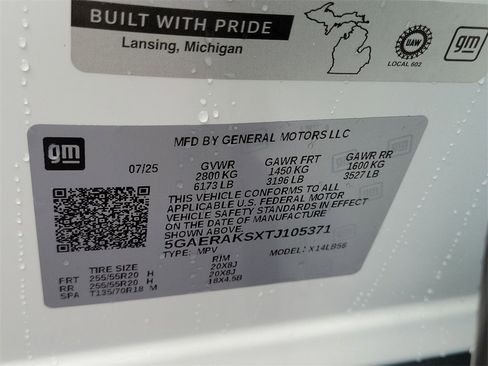 BUILT WITH PRIDE
Lansing, Michigan
UAW
LOCAL 602
gm
gm
MFD BY GENERAL MOTORS LLC
07/25
GVWR GAWR FRT GAWR RR
2800 KG 1450 KG 1600 KG
6173 LB 3196 LB 3527 LB
THIS VEHICLE CONFORMS TO ALL
APPLICABLE U.S. FEDERAL MOTOR
VEHICLE SAFETY STANDARDS IN EFFECT
ON THE DATE OF MANUFACTURE
SHOWN ABOVE.
5GAERAKSXTJ105371
TYPE: MPV MODEL: X14LB56
TIRE SIZE RIM
FRT 255/55R20 H 20X8J
RR 255/55R20 H 20X8J
SPA T135/70R18 M 18X4.5B